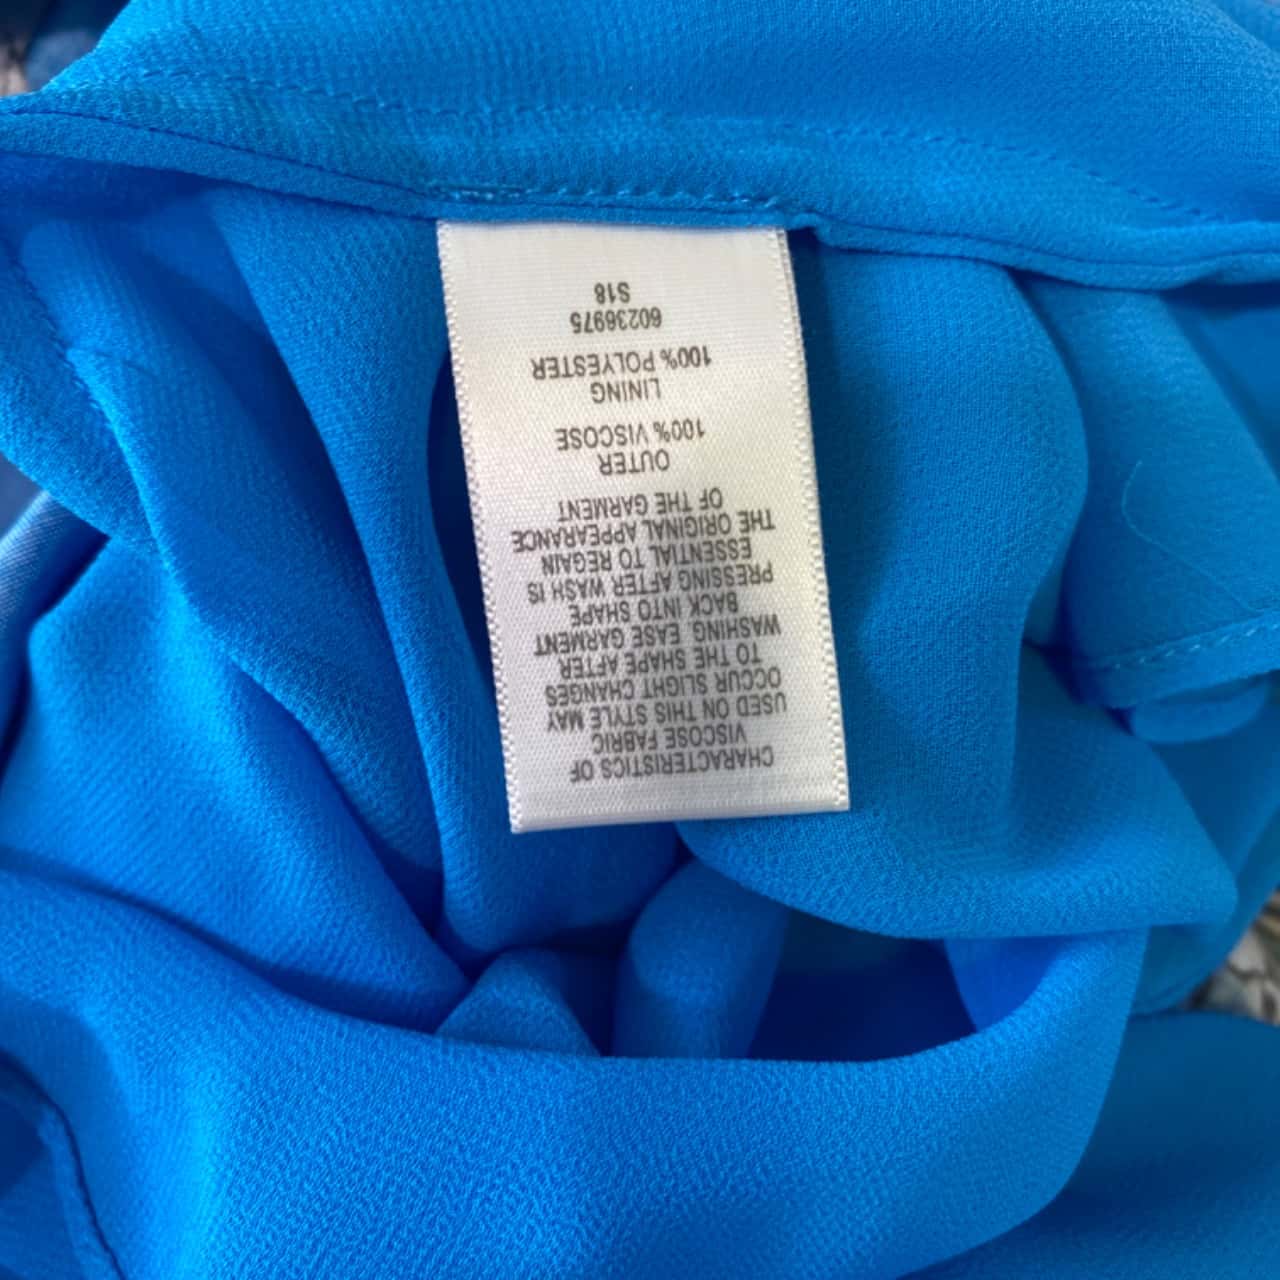 CHARACTERISTICS OF
VISCOSE FABRIC
USED ON THIS STYLE MAY
OCCUR SLIGHT CHANGES
TO THE SHAPE AFTER
WASHING. EASE GARMENT
BACK INTO SHAPE
PRESSING AFTER WASH IS
ESSENTIAL TO REGAIN
THE ORIGINAL APPEARANCE
OF THE GARMENT
OUTER
100% VISCOSE
LINING
100% POLYESTER
60236975
S18